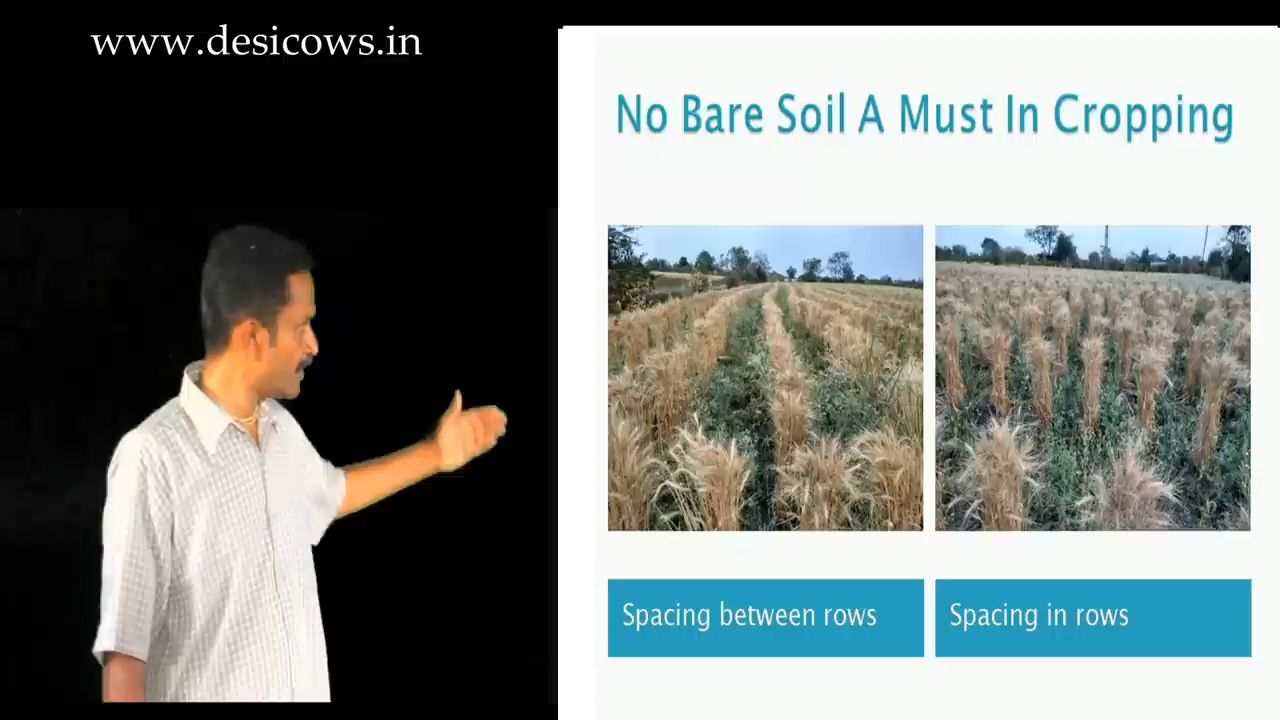 www.desicows.in
No Bare Soil A Must In Cropping
Spacing between rows
Spacing in rows